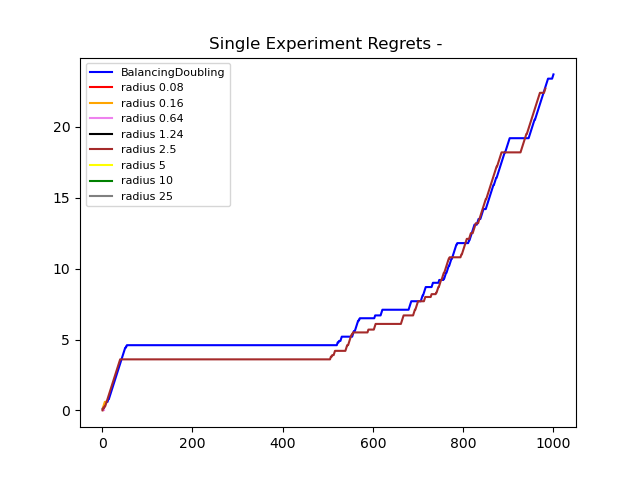 Single Experiment Regrets -
BalancingDoubling
radius 0.08
radius 0.16
radius 0.64
radius 1.24
radius 2.5
radius 5
radius 10
radius 25
20
15
10
5
0
0 200 400 600 800 1000